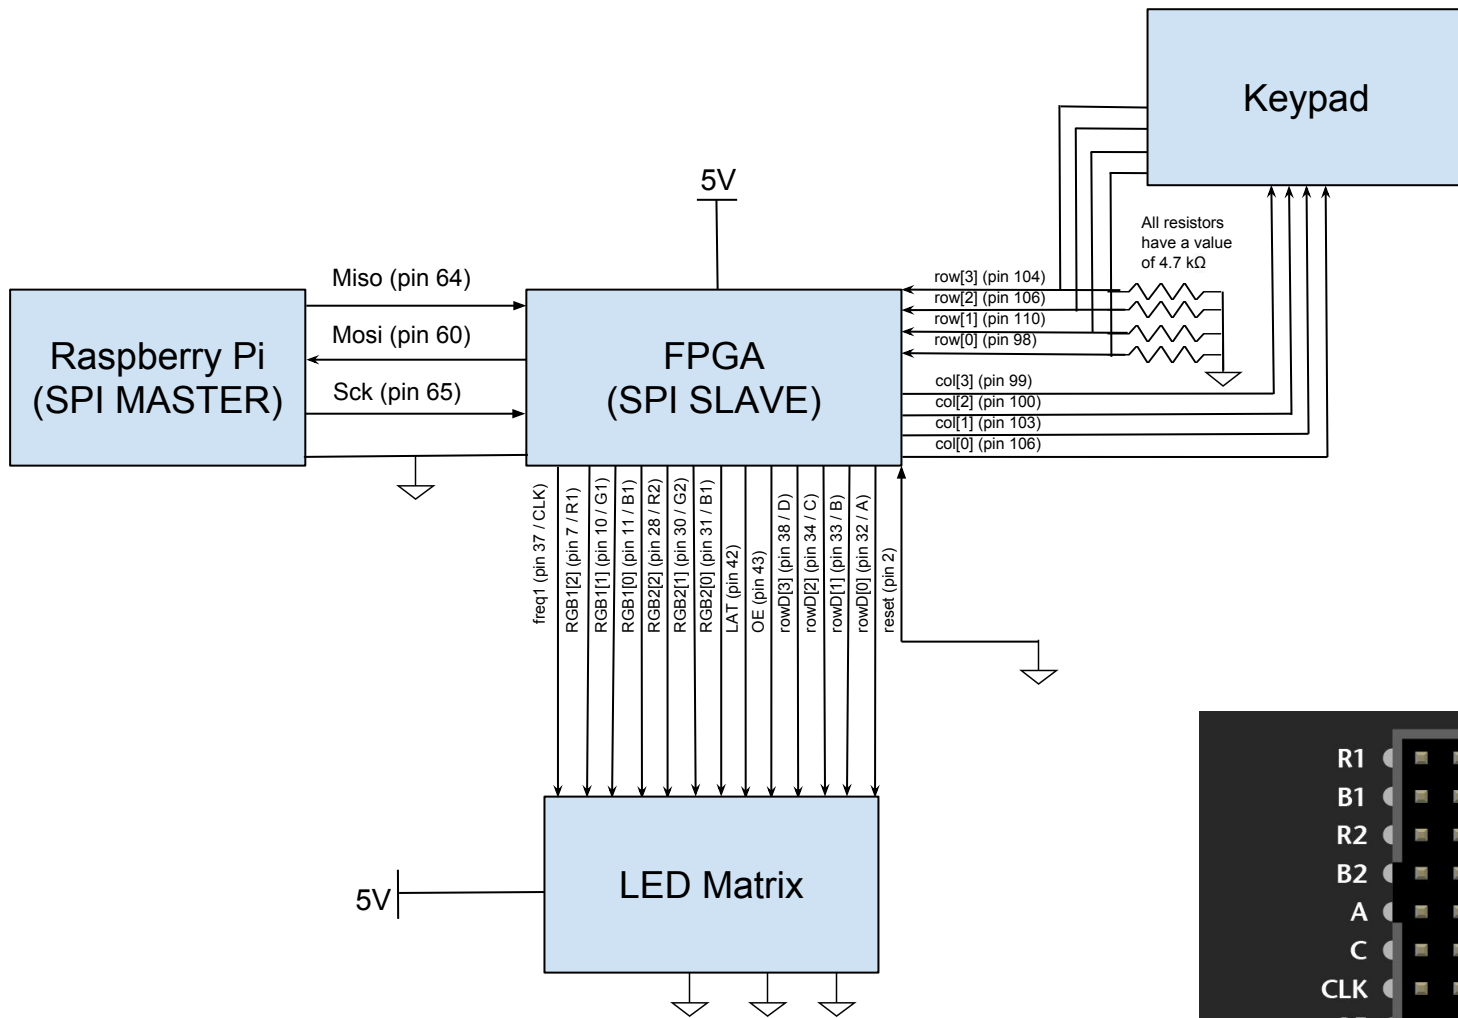 Keypad
5V
All resistors
have a value
of 4.7 kΩ
Miso (pin 64)
Mosi (pin 60)
Sck (pin 65)
Raspberry Pi
(SPI MASTER)
FPGA
(SPI SLAVE)
row[3] (pin 104)
row[2] (pin 106)
row[1] (pin 110)
row[0] (pin 98)
col[3] (pin 99)
col[2] (pin 100)
col[1] (pin 103)
col[0] (pin 106)
freq1 (pin 37 / CLK)
RGB1[2] (pin 7 / R1)
RGB1[1] (pin 10 / G1)
RGB1[0] (pin 11 / B1)
RGB2[2] (pin 28 / R2)
RGB2[1] (pin 30 / G2)
RGB2[0] (pin 31 / B1)
LAT (pin 42)
OE (pin 43)
rowD[3] (pin 38 / D)
rowD[2] (pin 34 / C)
rowD[1] (pin 33 / B)
rowD[0] (pin 32 / A)
reset (pin 2)
LED Matrix
5V
R1
B1
R2
B2
A
C
CLK